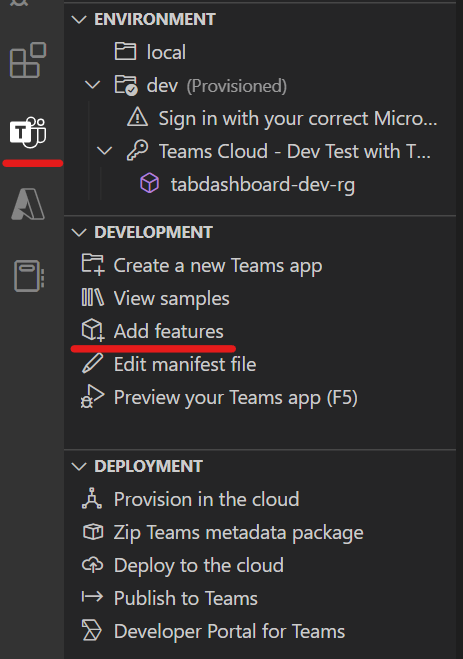 ENVIRONMENT
local
dev (Provisioned)
Sign in with your correct Micro...
Teams Cloud - Dev Test with T...
tabdashboard-dev-rg
DEVELOPMENT
Create a new Teams app
View samples
Add features
Edit manifest file
Preview your Teams app (F5)
DEPLOYMENT
Provision in the cloud
Zip Teams metadata package
Deploy to the cloud
Publish to Teams
Developer Portal for Teams